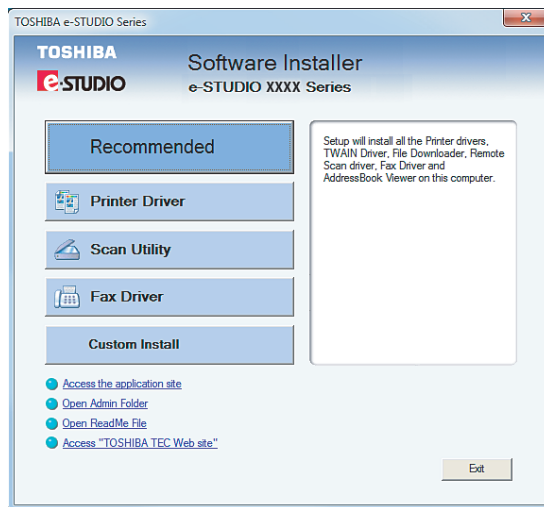 TOSHIBA e-STUDIO Series
TOSHIBA
e-STUDIO
Software Installer
e-STUDIO XXXX Series
Recommended
Printer Driver
Scan Utility
Fax Driver
Custom Install
Setup will install all the Printer drivers,
TWAIN Driver, File Downloader, Remote
Scan driver, Fax Driver and
AddressBook Viewer on this computer.
Access the application site
Open Admin Folder
Open ReadMe File
Access "TOSHIBA TEC Web site"
Exit